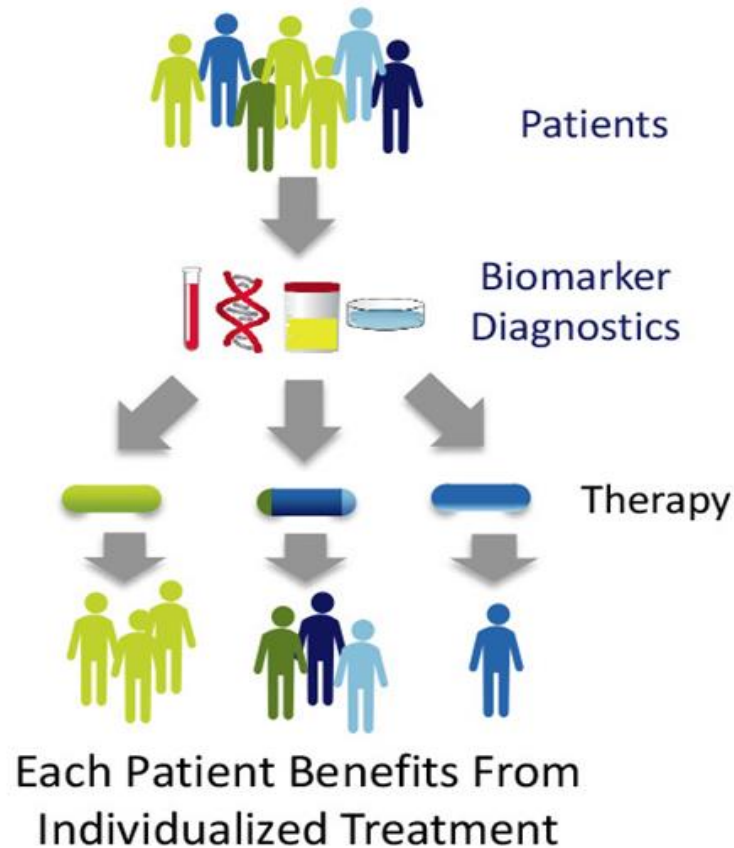 Patients
Biomarker
Diagnostics
Therapy
Each Patient Benefits From
Individualized Treatment